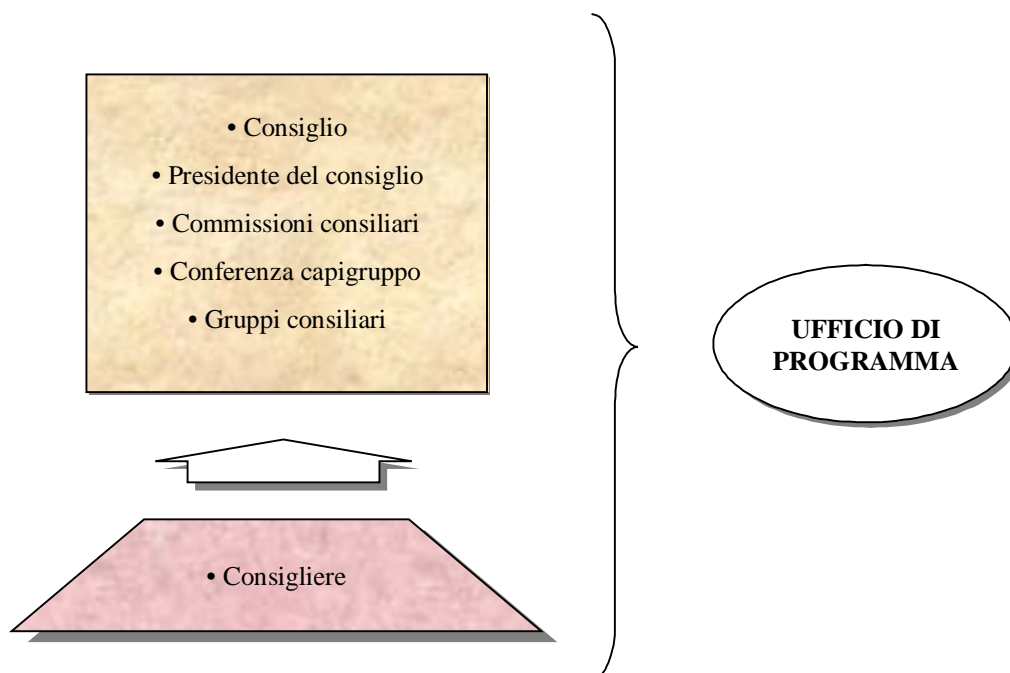 • Consiglio
• Presidente del consiglio
• Commissioni consiliari
• Conferenza capigruppo
• Gruppi consiliari
UFFICIO DI
PROGRAMMA
• Consigliere